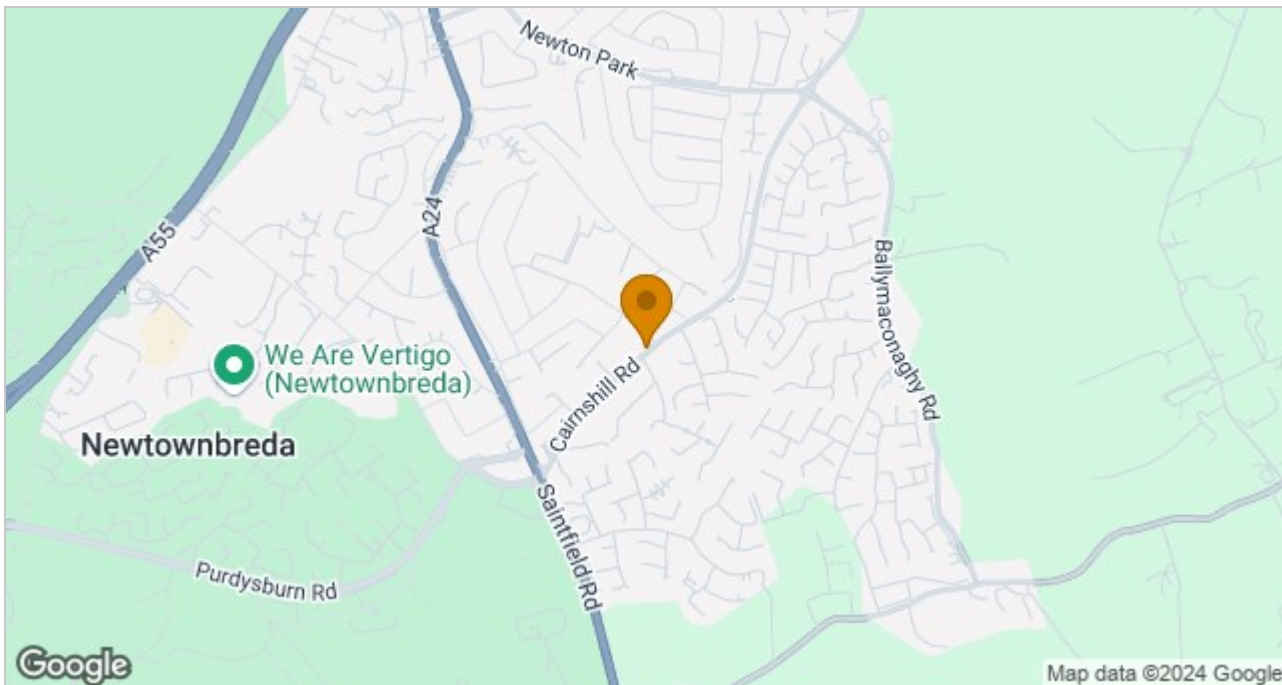 Newton Park
A24
A55
Ballymaconaghy Rd
We Are Vertigo
(Newtownbreda)
Cairnshill Rd
Newtownbreda
Saintfield Rd
Purdysburn Rd
Google
Map data ©2024 Google